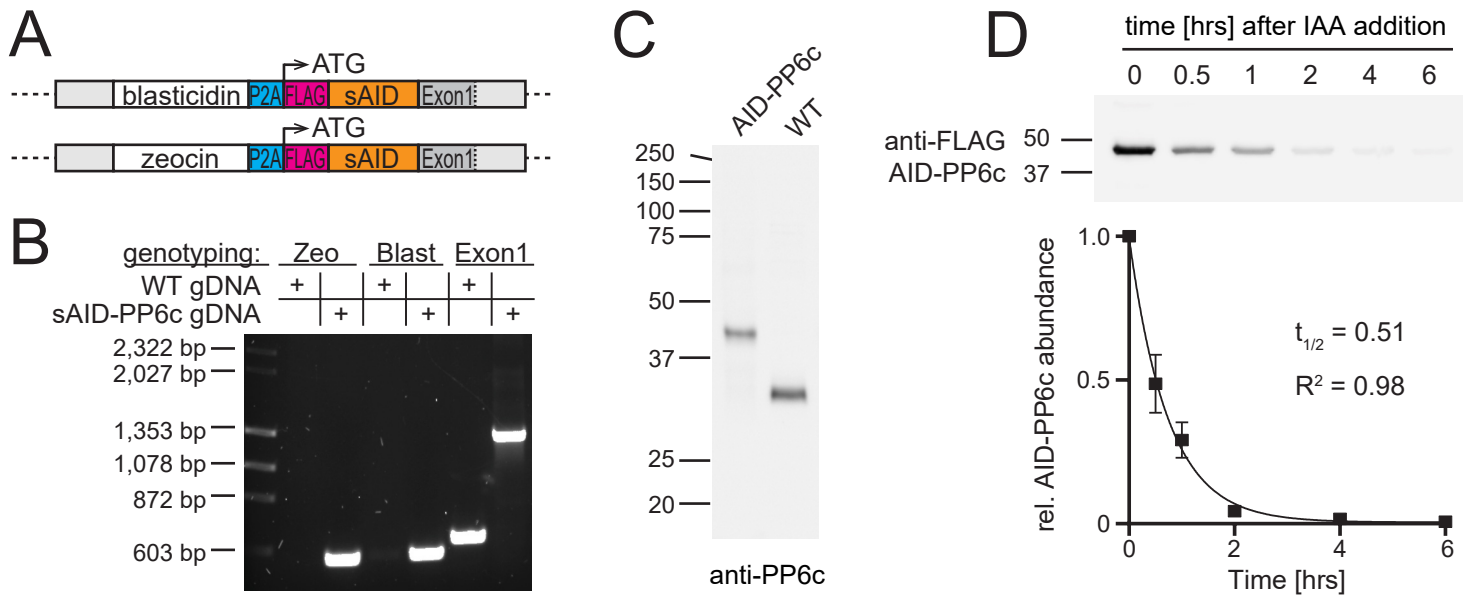 A
ATG
blasticidin P2A FLAG sAID Exon1
ATG
zeocin P2A FLAG sAID Exon1
B
genotyping: Zeo Blast Exon1
WT gDNA + + +
sAID-PP6c gDNA + + +
2,322 bp
2,027 bp
1,353 bp
1,078 bp
872 bp
603 bp
C
AID-PP6c
WT
250
150
100
75
50
37
25
20
anti-PP6c
D
time [hrs] after IAA addition
0 0.5 1 2 4 6
anti-FLAG
AID-PP6c
50
37
rel. AID-PP6c abundance
1.0
0.5
0
t1/2 = 0.51
R² = 0.98
0 2 4 6
Time [hrs]